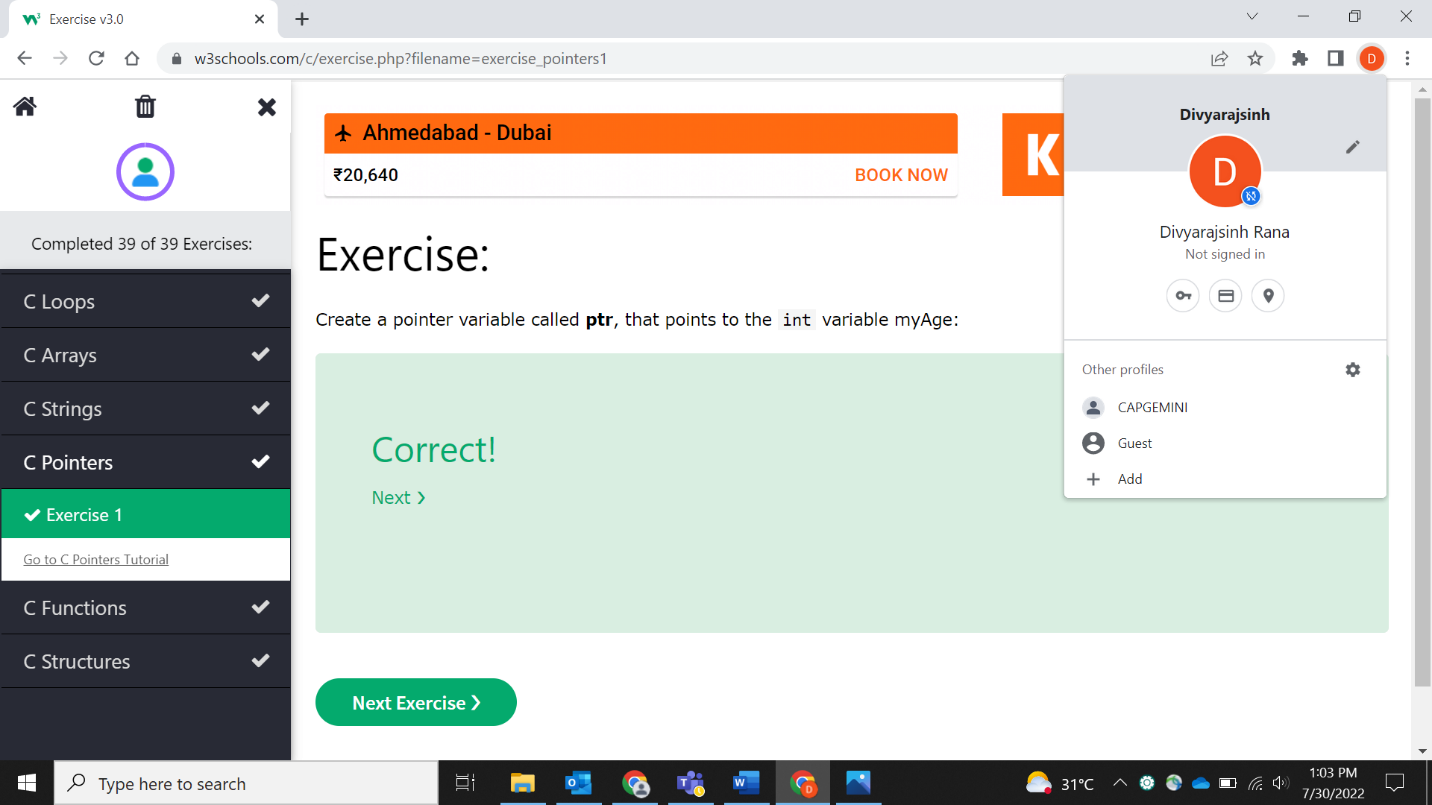 Exercise v3.0
w3schools.com/c/exercise.php?filename=exercise_pointers1
D
Completed 39 of 39 Exercises:
C Loops
C Arrays
C Strings
C Pointers
Exercise 1
Go to C Pointers Tutorial
C Functions
C Structures
Ahmedabad - Dubai
₹20,640
BOOK NOW
K
Exercise:
Create a pointer variable called ptr, that points to the int variable myAge:
Correct!
Next ❯
Next Exercise ❯
Divyarajsinh
D
Divyarajsinh Rana
Not signed in
Other profiles
CAPGEMINI
Guest
+ Add
Type here to search
31°C
1:03 PM
7/30/2022